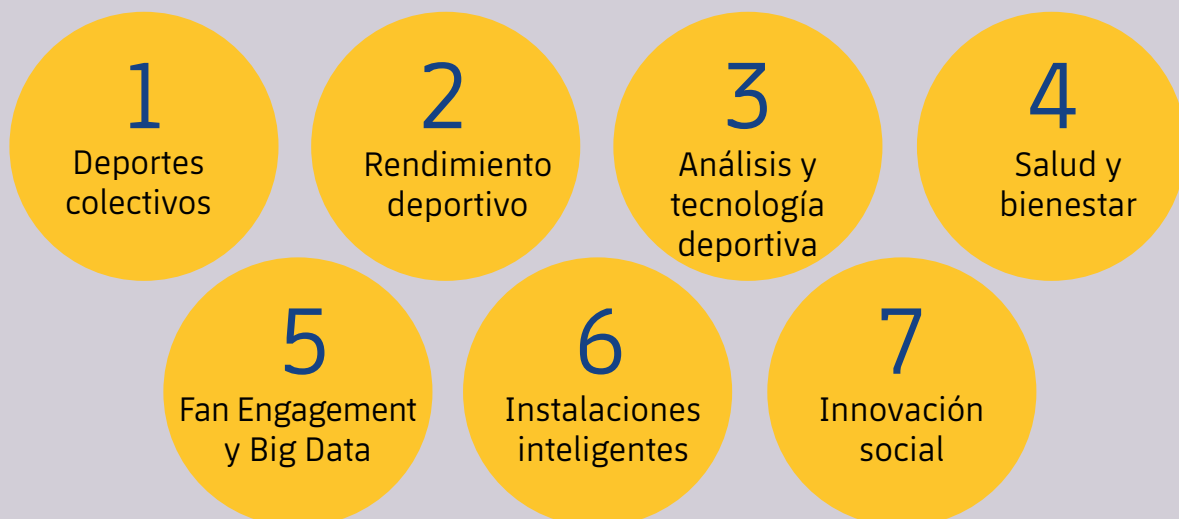 1
Deportes
colectivos
2
Rendimiento
deportivo
3
Análisis y
tecnología
deportiva
4
Salud y
bienestar
5
Fan Engagement
y Big Data
6
Instalaciones
inteligentes
7
Innovación
social